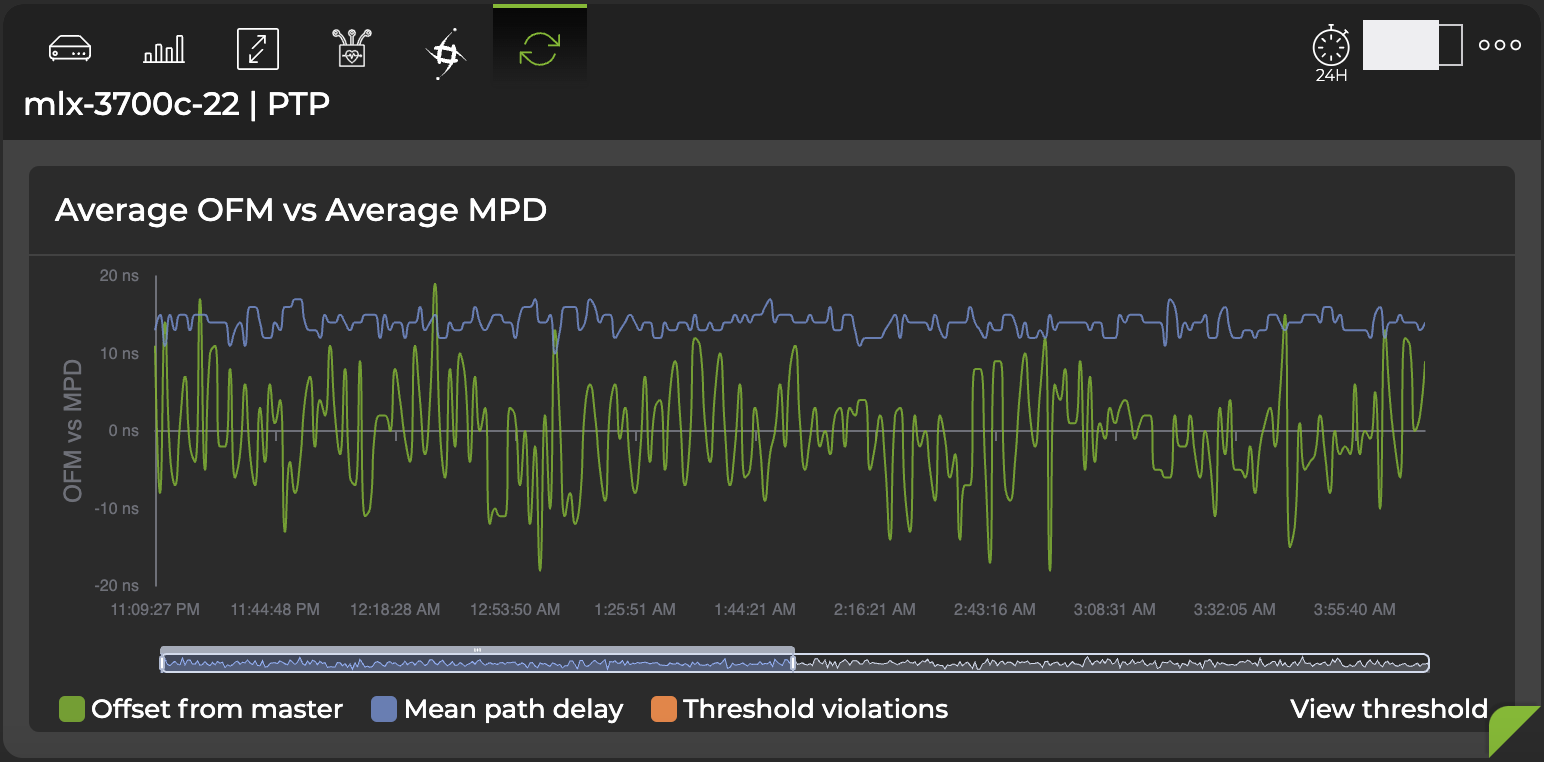 24H
mlx-3700c-22 | PTP
Average OFM vs Average MPD
20 ns
10 ns
0 ns
-10 ns
-20 ns
OFM vs MPD
11:09:27 PM 11:44:48 PM 12:18:28 AM 12:53:50 AM 1:25:51 AM 1:44:21 AM 2:16:21 AM 2:43:16 AM 3:08:31 AM 3:32:05 AM 3:55:40 AM
Offset from master Mean path delay Threshold violations View threshold